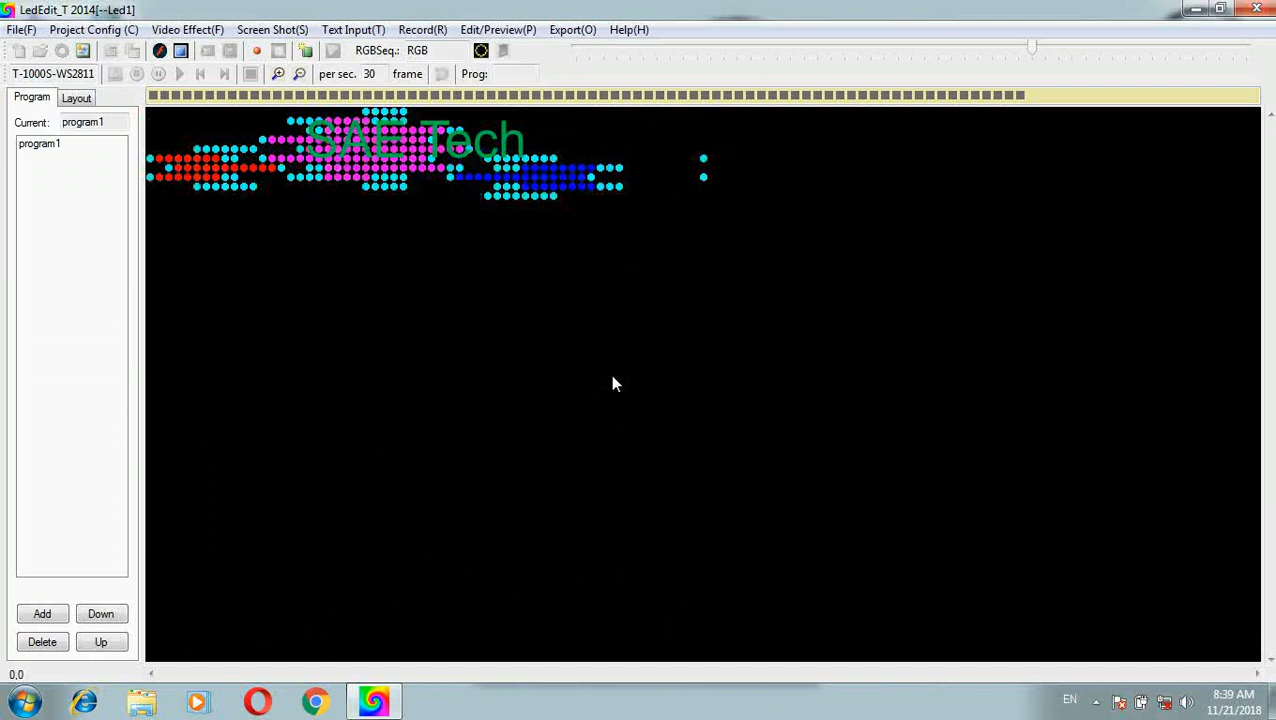 LedEdit_T 2014[--Led1]
File(F) Project Config (C) Video Effect(F) Screen Shot(S) Text Input(T) Record(R) Edit/Preview(P) Export(O) Help(H)
RGBSeq.: RGB
T-1000S-WS2811 per sec. 30 frame Prog:
Program Layout
Current: program1
program1
SAE Tech
Add Down
Delete Up
0,0
EN
8:39 AM
11/21/2018